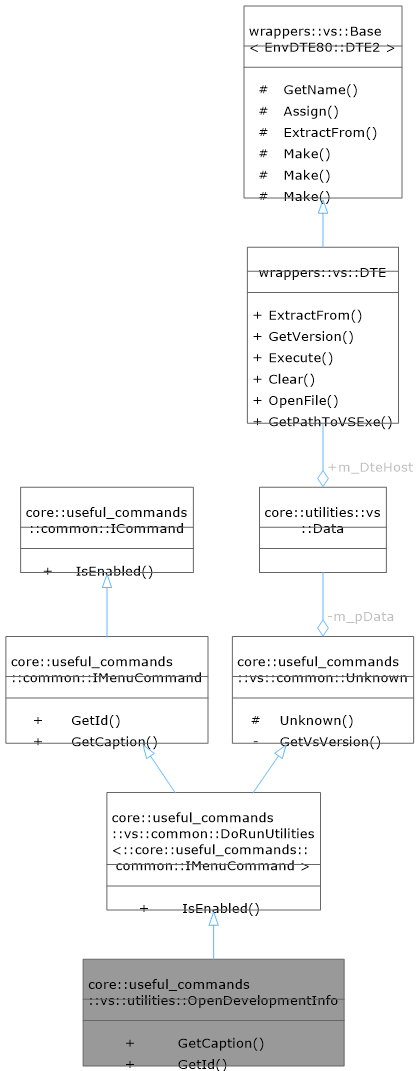 wrappers::vs::Base
< EnvDTE80::DTE2 >
# GetName()
# Assign()
# ExtractFrom()
# Make()
# Make()
# Make()
wrappers::vs::DTE
+ ExtractFrom()
+ GetVersion()
+ Execute()
+ Clear()
+ OpenFile()
+ GetPathToVSExe()
+m_DteHost
core::useful_commands
::common::ICommand
+ IsEnabled()
core::utilities::vs
::Data
-m_pData
core::useful_commands
::common::IMenuCommand
+ GetId()
+ GetCaption()
core::useful_commands
::vs::common::Unknown
# Unknown()
- GetVsVersion()
core::useful_commands
::vs::common::DoRunUtilities
<::core::useful_commands::
common::IMenuCommand >
+ IsEnabled()
core::useful_commands
::vs::utilities::OpenDevelopmentInfo
+ GetCaption()
+ GetId()